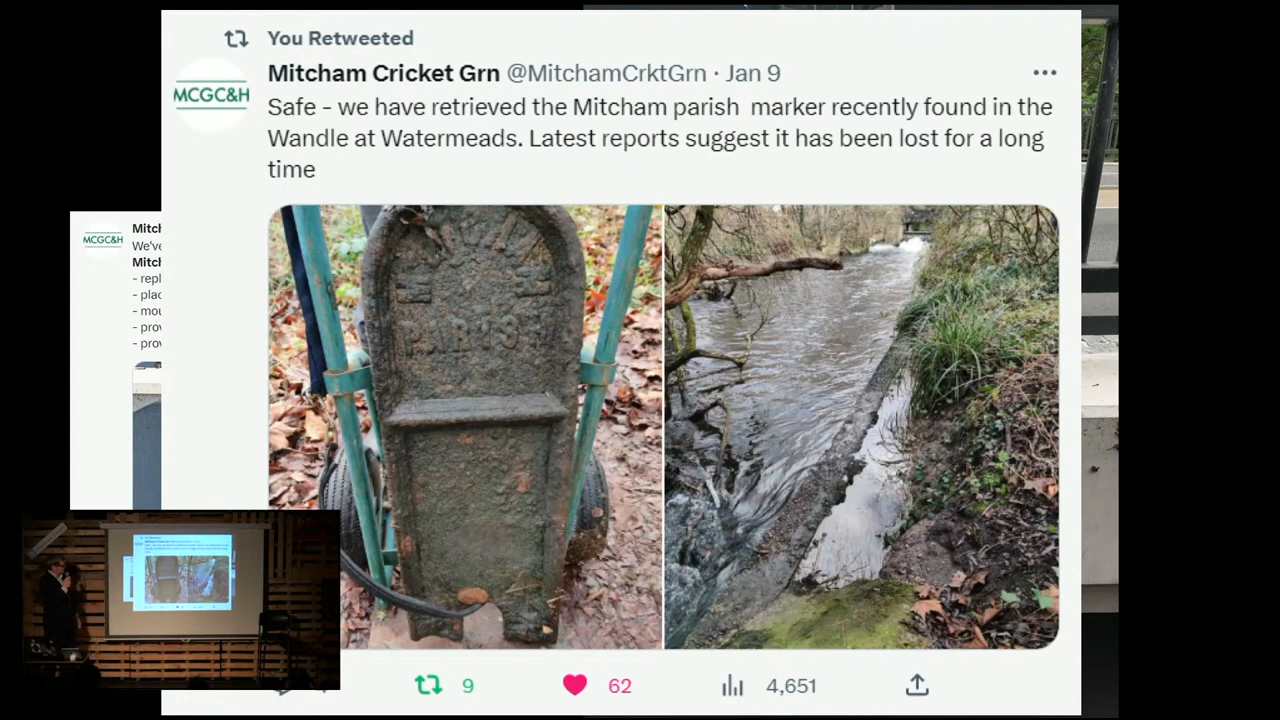 You Retweeted
Mitcham Cricket Grn @MitchamCrktGrn · Jan 9
MCGC&H
Safe - we have retrieved the Mitcham parish marker recently found in the
Wandle at Watermeads. Latest reports suggest it has been lost for a long
time
PARISH
9
62
4,651
MCGC&H
Mitch
We've
Mitch
- repl
- plac
- mou
- prov
- prov